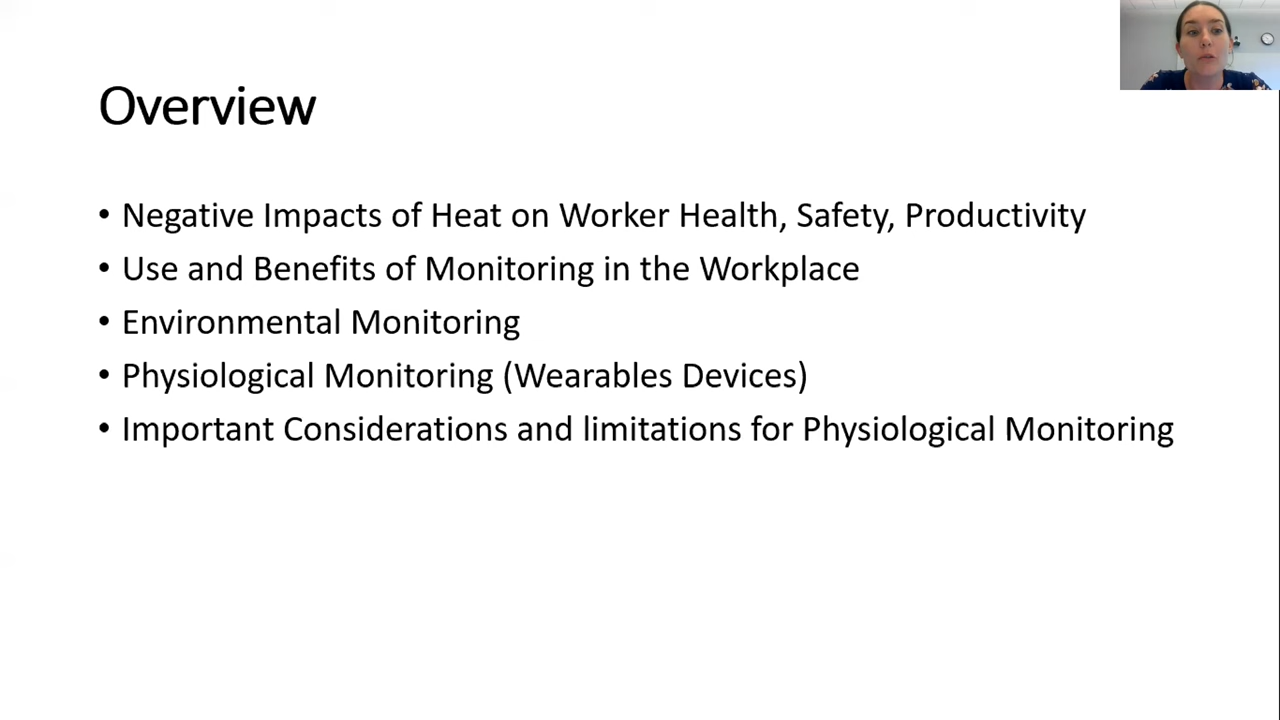 Overview
• Negative Impacts of Heat on Worker Health, Safety, Productivity
• Use and Benefits of Monitoring in the Workplace
• Environmental Monitoring
• Physiological Monitoring (Wearables Devices)
• Important Considerations and limitations for Physiological Monitoring